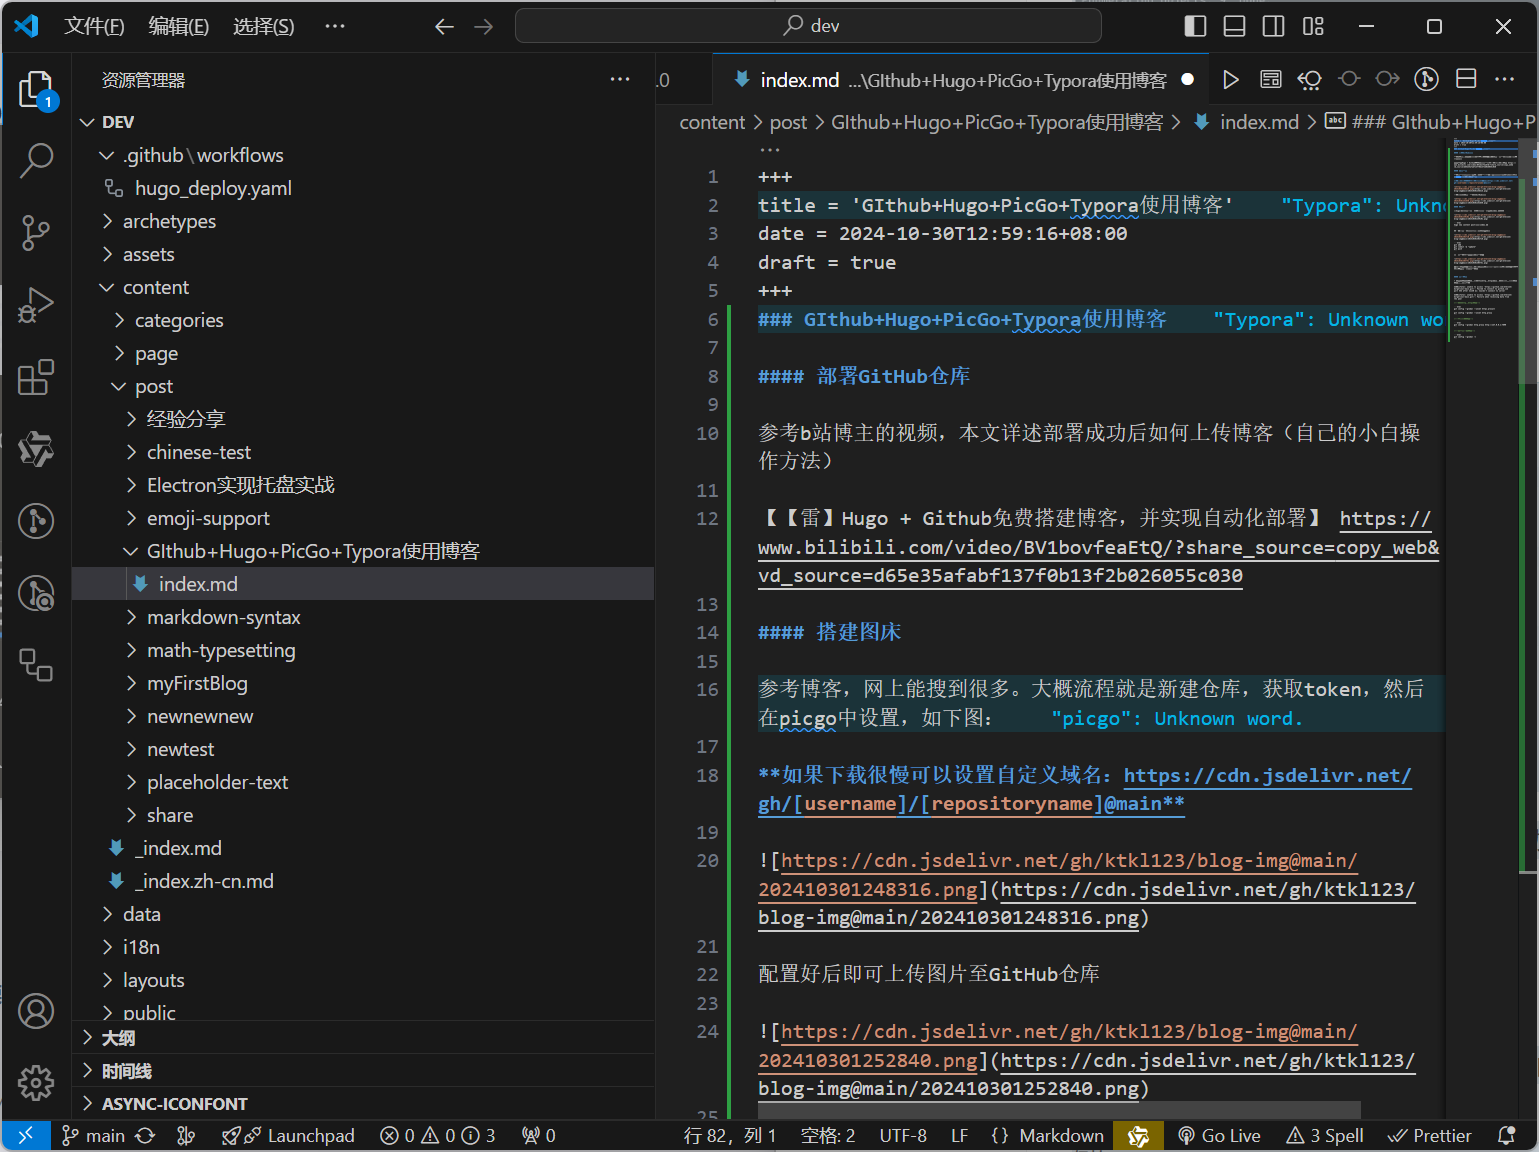 文件(F) 编辑(E) 选择(S) ··· dev
资源管理器 ···
.0 index.md ...\GIthub+Hugo+PicGo+Typora使用博客
content > post > GIthub+Hugo+PicGo+Typora使用博客 > index.md > abc ### GIthub+Hugo+P
1
DEV
.github\workflows
hugo_deploy.yaml
archetypes
assets
content
categories
page
post
经验分享
chinese-test
Electron实现托盘实战
emoji-support
GIthub+Hugo+PicGo+Typora使用博客
index.md
markdown-syntax
math-typesetting
myFirstBlog
newnewnew
newtest
placeholder-text
share
_index.md
_index.zh-cn.md
data
i18n
layouts
public
大纲
时间线
ASYNC-ICONFONT
···
1 +++
2 title = 'GIthub+Hugo+PicGo+Typora使用博客' "Typora": Unkn
3 date = 2024-10-30T12:59:16+08:00
4 draft = true
5 +++
6 ### GIthub+Hugo+PicGo+Typora使用博客 "Typora": Unknown wo
7
8 #### 部署GitHub仓库
9
10 参考b站博主的视频，本文详述部署成功后如何上传博客（自己的小白操
作方法）
11
12 【【雷】Hugo + Github免费搭建博客，并实现自动化部署】 https://
www.bilibili.com/video/BV1bovfeaEtQ/?share_source=copy_web&
vd_source=d65e35afabf137f0b13f2b026055c030
13
14 #### 搭建图床
15
16 参考博客，网上能搜到很多。大概流程就是新建仓库，获取token，然后
在picgo中设置，如下图： "picgo": Unknown word.
17
18 **如果下载很慢可以设置自定义域名：https://cdn.jsdelivr.net/
gh/[username]/[repositoryname]@main**
19
20 ![https://cdn.jsdelivr.net/gh/ktkl123/blog-img@main/
202410301248316.png](https://cdn.jsdelivr.net/gh/ktkl123/
blog-img@main/202410301248316.png)
21
22 配置好后即可上传图片至GitHub仓库
23
24 ![https://cdn.jsdelivr.net/gh/ktkl123/blog-img@main/
202410301252840.png](https://cdn.jsdelivr.net/gh/ktkl123/
blog-img@main/202410301252840.png)
25
main Launchpad 0 0 3 0 行 82，列 1 空格: 2 UTF-8 LF {} Markdown Go Live 3 Spell Prettier